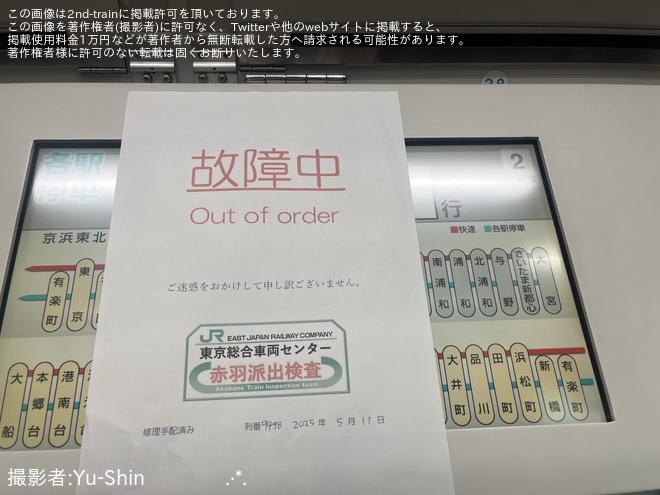 この画像は2nd-trainに掲載許可を頂いております。
この画像を著作権者(撮影者)に許可なく、Twitterや他のwebサイトに掲載すると、
掲載使用料金1万円などが著作者から無断転載した方へ請求される可能性があります。
著作権者様に許可のない転載は固くお断りいたします。
各駅
停車
2
故障中
Out of order
行
快速 各駅停車
京浜東北
有楽町
東京
南浦和
北浦和
与野
さいたま新都心
大宮
ご迷惑をおかけして申し訳ございません。
JR EAST JAPAN RAILWAY COMPANY
東京総合車両センター
赤羽派出検査
Akabane Train inspection team
大船
本郷台
港南台
大井町
品川
田町
浜松町
新橋
有楽町
修理手配済み
列番 2025年 5月17日
撮影者:Yu-Shin